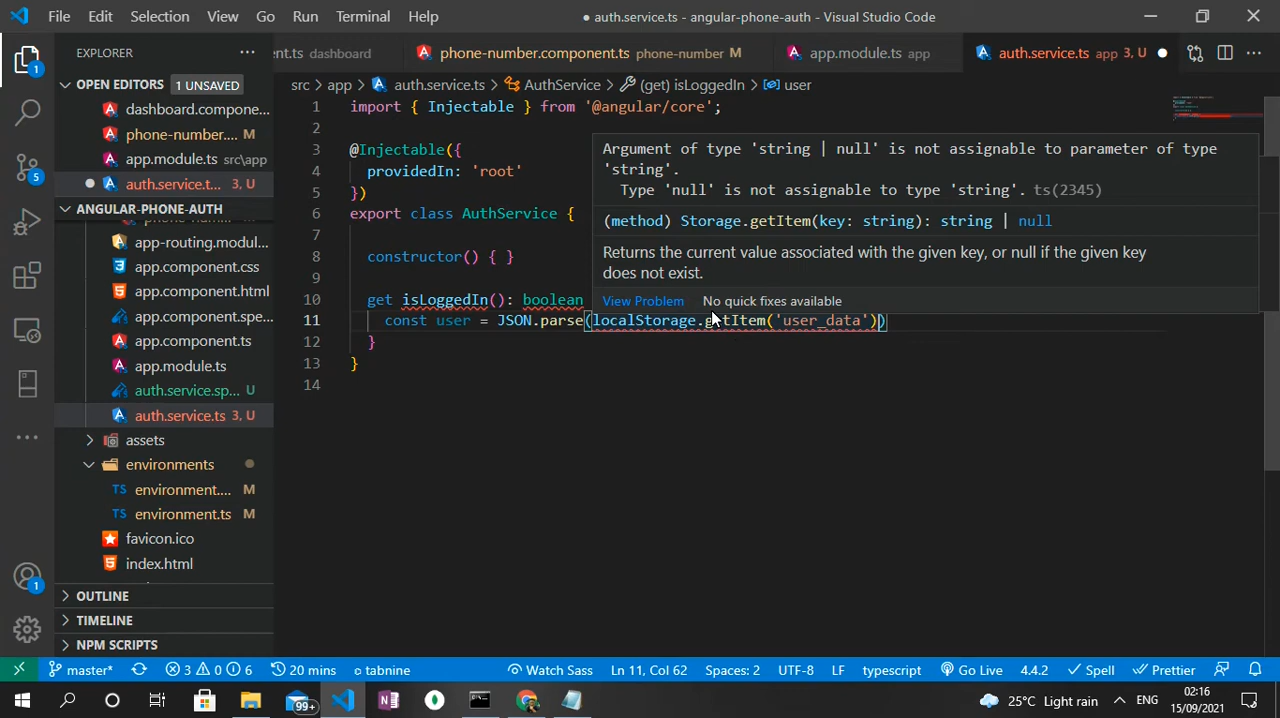 File Edit Selection View Go Run Terminal Help
● auth.service.ts - angular-phone-auth - Visual Studio Code
EXPLORER ···
nt.ts dashboard
phone-number.component.ts phone-number M
app.module.ts app
auth.service.ts app 3, U ●
src > app > auth.service.ts > AuthService > (get) isLoggedIn > user
1
OPEN EDITORS 1 UNSAVED
dashboard.compone...
phone-number.... M
app.module.ts src\app
● auth.service.t... 3, U
5
ANGULAR-PHONE-AUTH
app-routing.modul...
app.component.css
app.component.html
app.component.spe...
app.component.ts
app.module.ts
auth.service.sp... U
auth.service.ts 3, U
assets
environments
TS environment.... M
TS environment.ts M
favicon.ico
index.html
1
OUTLINE
TIMELINE
NPM SCRIPTS
1 import { Injectable } from '@angular/core';
2
3 @Injectable({
4 providedIn: 'root'
5 })
6 export class AuthService {
7
8 constructor() { }
9
10 get isLoggedIn(): boolean
11 const user = JSON.parse(localStorage.getItem('user_data'))
12 }
13 }
14
Argument of type 'string | null' is not assignable to parameter of type
'string'.
Type 'null' is not assignable to type 'string'. ts(2345)
(method) Storage.getItem(key: string): string | null
Returns the current value associated with the given key, or null if the given key
does not exist.
View Problem No quick fixes available
master* 3 0 6 20 mins tabnine Watch Sass Ln 11, Col 62 Spaces: 2 UTF-8 LF typescript Go Live 4.4.2 Spell Prettier
99+ 25°C Light rain ENG 02:16
15/09/2021